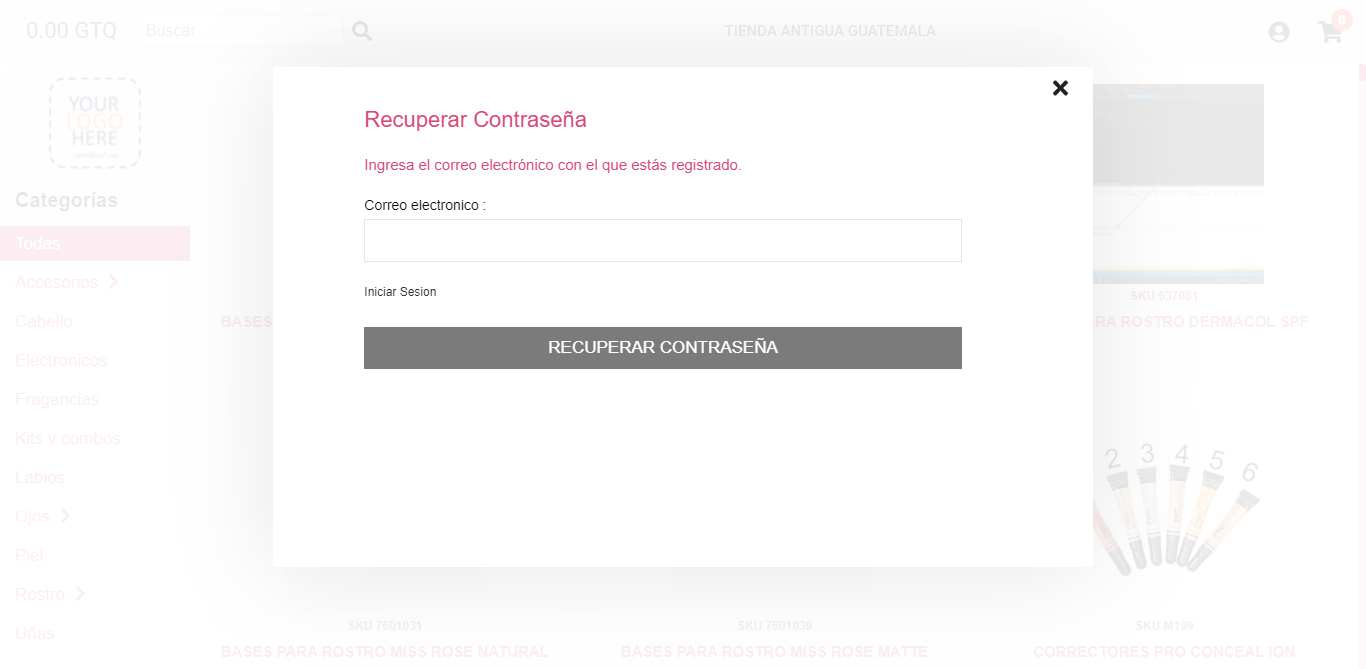 0.00 GTQ
Buscar
TIENDA ANTIGUA GUATEMALA
0
YOUR
LOGO
HERE
Categorías
Todas
Accesorios
Cabello
Electronicos
Fragancias
Kits y combos
Labios
Ojos
Piel
Rostro
Uñas
Recuperar Contraseña
Ingresa el correo electrónico con el que estás registrado.
Correo electronico :
Iniciar Sesion
RECUPERAR CONTRASEÑA
SKU 637081
BASES
ROSTRO DERMACOL SPF
2 3 4 5 6
SKU 7601031
BASES PARA ROSTRO MISS ROSE NATURAL
SKU 7601039
BASES PARA ROSTRO MISS ROSE MATTE
SKU M199
CORRECTORES PRO CONCEAL ION